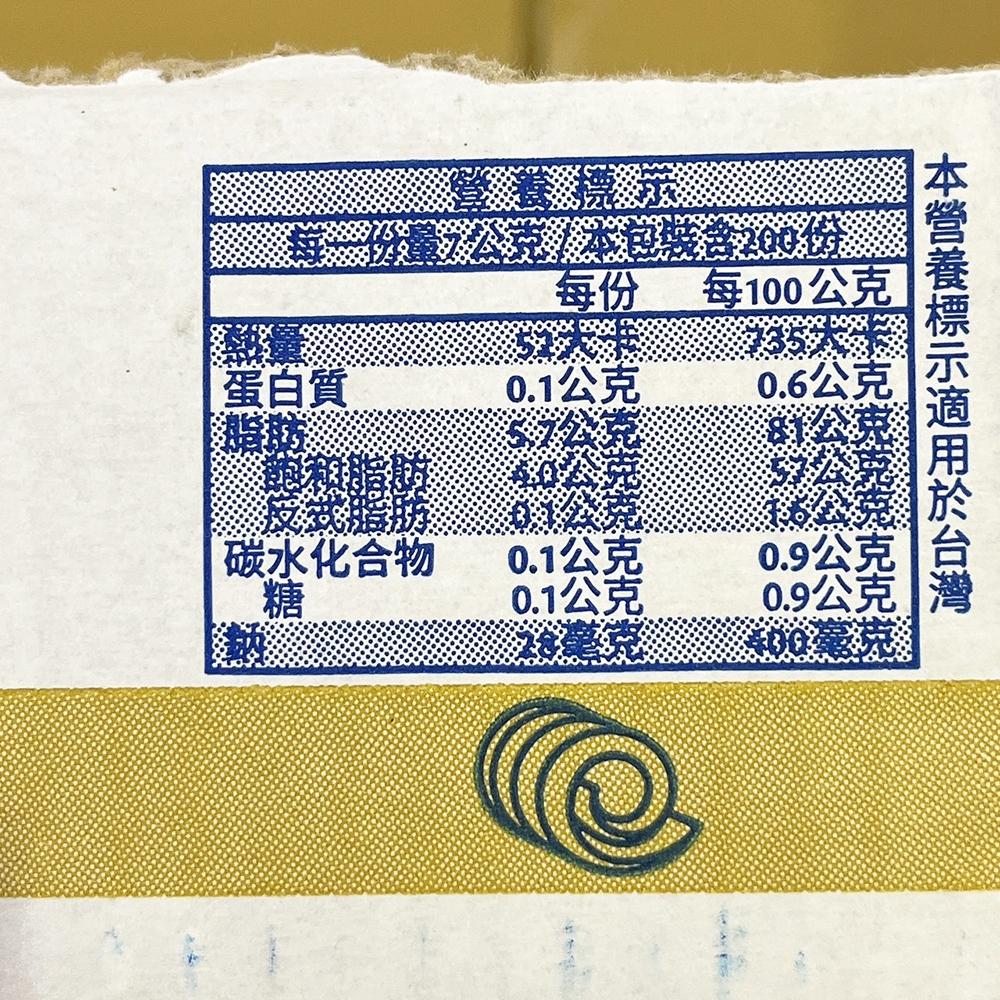 營養標示
每一份量7公克/本包裝含200份
每份 每100公克
熱量 52大卡 735大卡
蛋白質 0.1公克 0.6公克
脂肪 5.7公克 81公克
飽和脂肪 4.0公克 57公克
反式脂肪 0.1公克 1.6公克
碳水化合物 0.1公克 0.9公克
糖 0.1公克 0.9公克
鈉 28毫克 400毫克
本營養標示適用於台灣